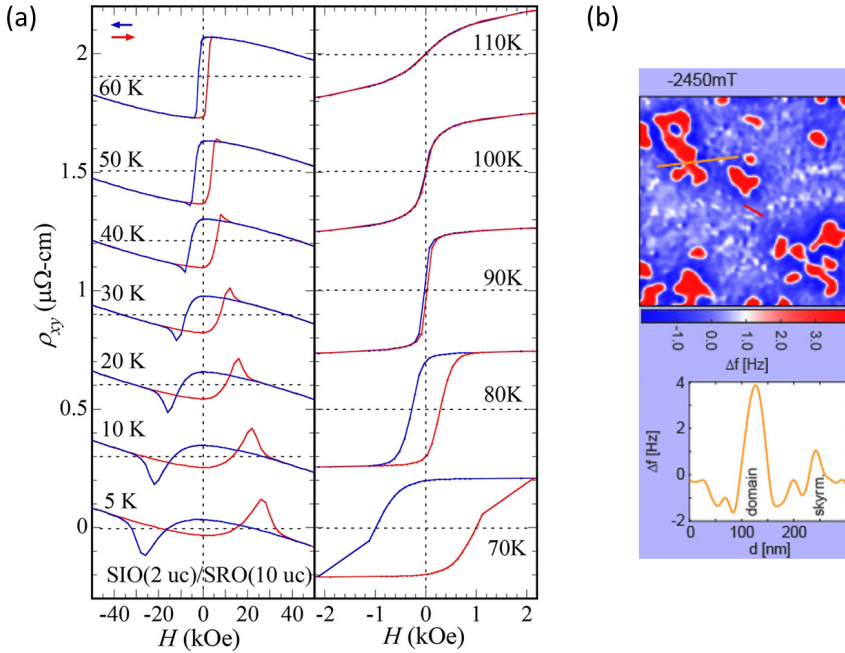 (a)
(b)
ρxy (μΩ-cm)
2
1.5
1
0.5
0
60 K
50 K
40 K
30 K
20 K
10 K
5 K
SIO(2 uc)/SRO(10 uc)
-40 -20 0 20 40
H (kOe)
110K
100K
90K
80K
70K
-2 -1 0 1 2
H (kOe)
-2450mT
-1.0 0.0 1.0 2.0 3.0
Δf [Hz]
Δf [Hz]
4
2
0
-2
domain
skyrm.
0 100 200
d [nm]